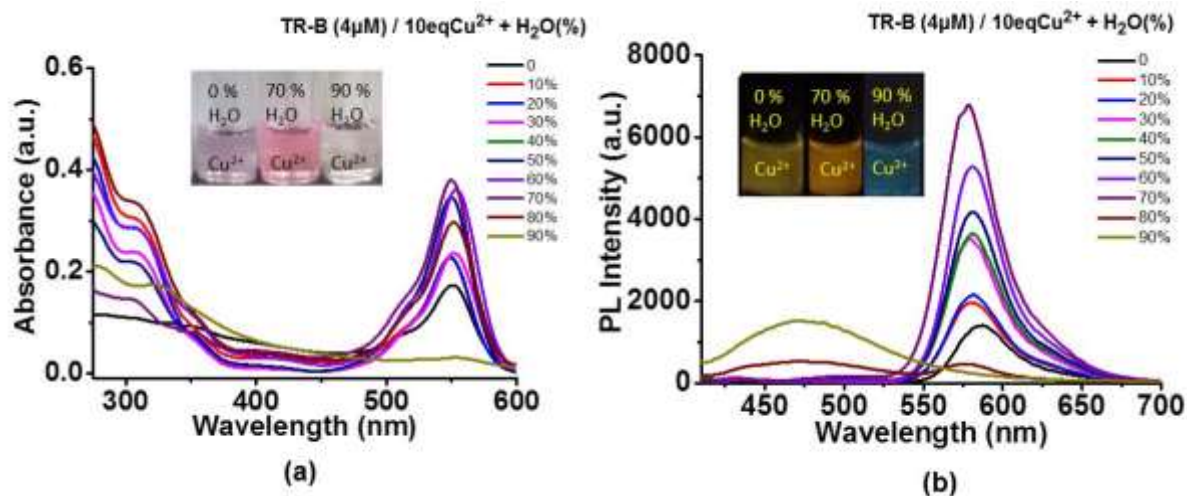 TR-B (4μM) / 10eqCu²⁺ + H₂O(%)
0.6
0.4
0.2
0.0
Absorbance (a.u.)
0 %
H₂O
70 %
H₂O
90 %
H₂O
Cu²⁺
Cu²⁺
Cu²⁺
0
10%
20%
30%
40%
50%
60%
70%
80%
90%
300
400
500
600
Wavelength (nm)
(a)
TR-B (4μM) / 10eqCu²⁺ + H₂O(%)
8000
6000
4000
2000
0
PL Intensity (a.u.)
0 %
H₂O
70 %
H₂O
90 %
H₂O
Cu²⁺
Cu²⁺
Cu²⁺
0
10%
20%
30%
40%
50%
60%
70%
80%
90%
450
500
550
600
650
700
Wavelength (nm)
(b)